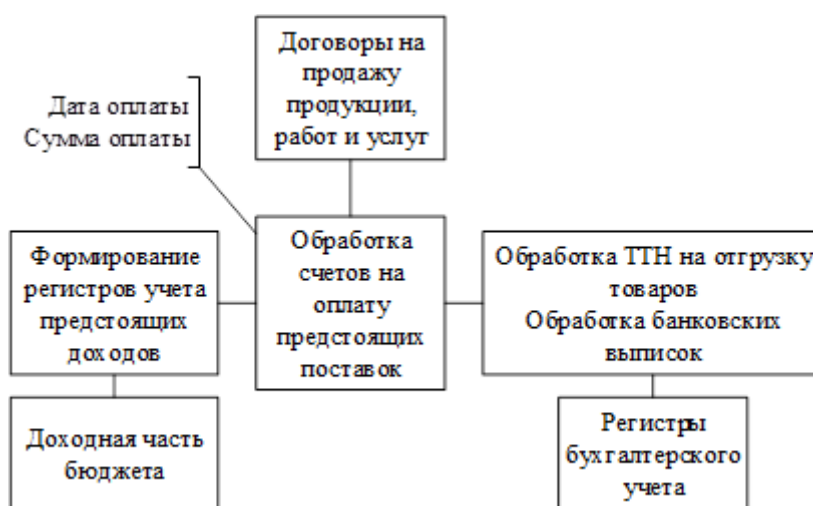 Договоры на
продажу
продукции,
работ и услуг
Дата оплаты
Сумма оплаты
Формирование
регистров учета
предстоящих
доходов
Обработка
счетов на
оплату
предстоящих
поставок
Обработка ТТН на отгрузку
товаров
Обработка банковских
выписок
Доходная часть
бюджета
Регистры
бухгалтерского
учета